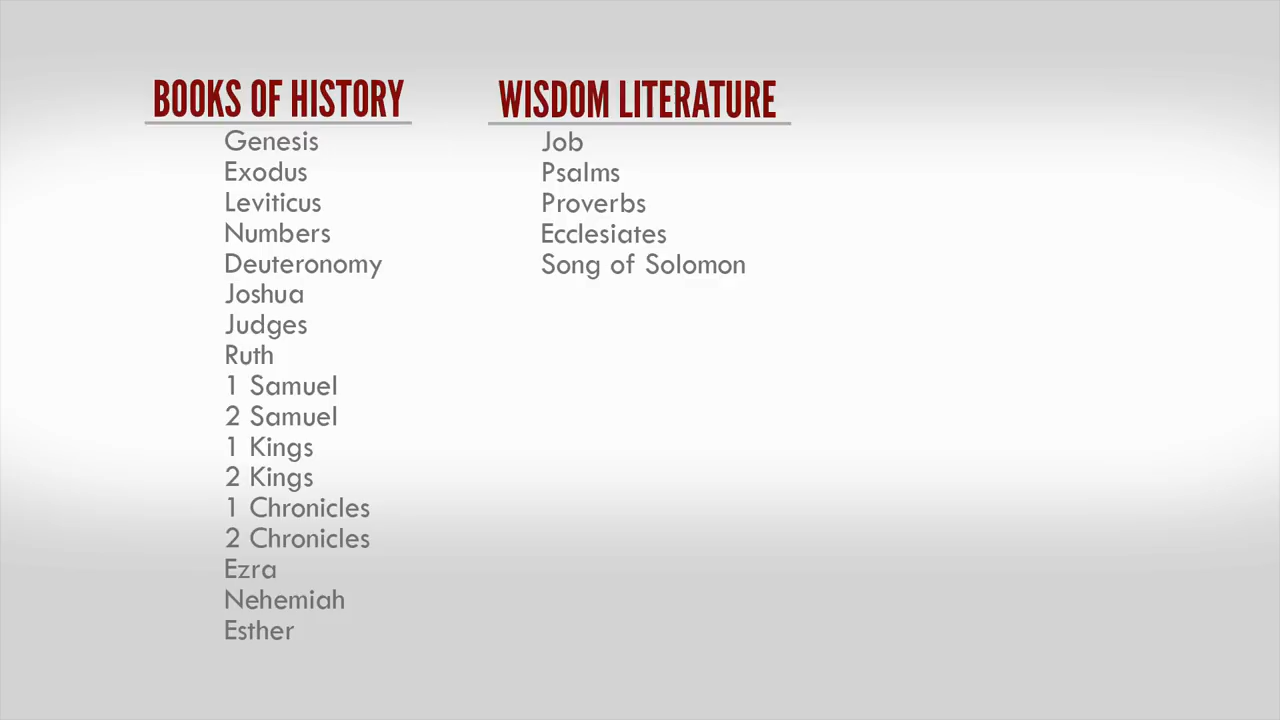 BOOKS OF HISTORY
Genesis
Exodus
Leviticus
Numbers
Deuteronomy
Joshua
Judges
Ruth
1 Samuel
2 Samuel
1 Kings
2 Kings
1 Chronicles
2 Chronicles
Ezra
Nehemiah
Esther
WISDOM LITERATURE
Job
Psalms
Proverbs
Ecclesiates
Song of Solomon